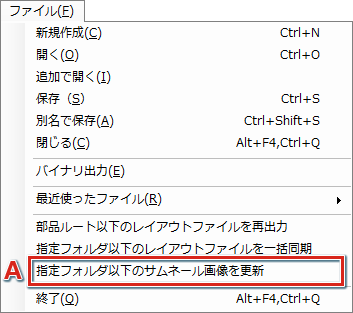 ファイル(F)
新規作成(C) Ctrl+N
開く(O) Ctrl+O
追加で開く(I)
保存（S） Ctrl+S
別名で保存(A) Ctrl+Shift+S
閉じる(C) Alt+F4,Ctrl+Q
バイナリ出力(E)
最近使ったファイル(R)
部品ルート以下のレイアウトファイルを再出力
指定フォルダ以下のレイアウトファイルを一括同期
A 指定フォルダ以下のサムネール画像を更新
終了(Q) Alt+F4,Ctrl+Q